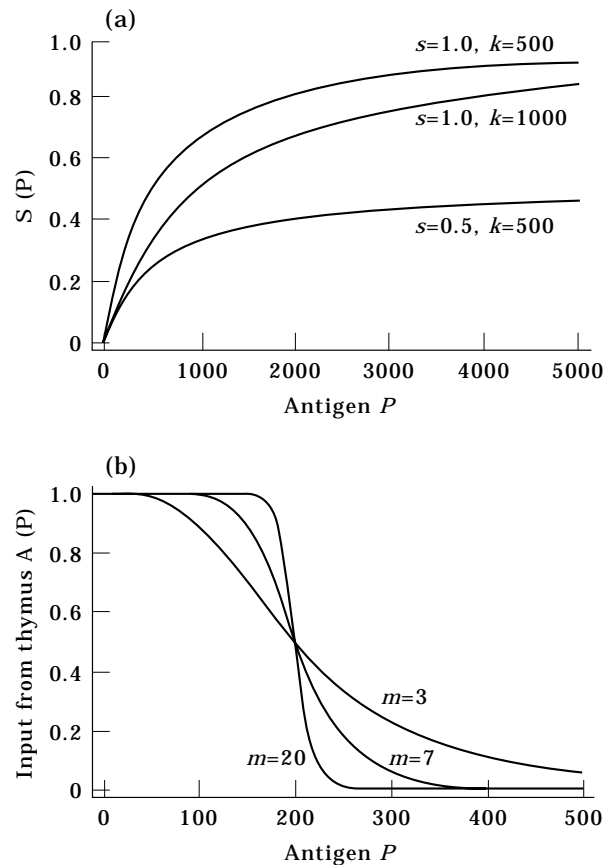 (a)
1.0
0.8
0.6
0.4
0.2
0
S (P)
s=1.0, k=500
s=1.0, k=1000
s=0.5, k=500
0 1000 2000 3000 4000 5000
Antigen P
(b)
1.0
0.8
0.6
0.4
0.2
0
Input from thymus A (P)
m=3
m=20
m=7
0 100 200 300 400 500
Antigen P